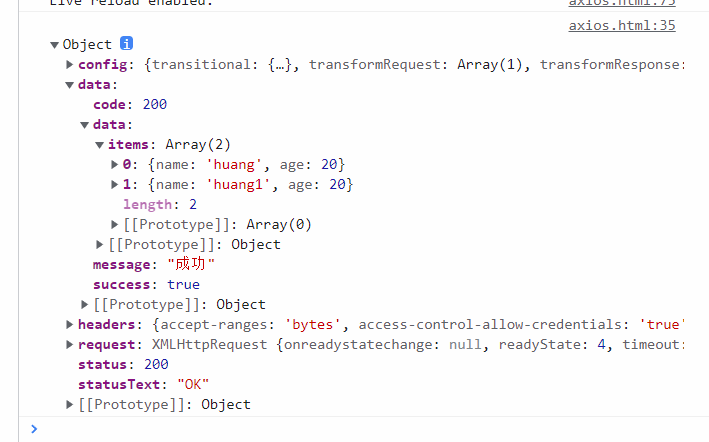 Live reload enabled. axios.html:75
axios.html:35
Object i
config: {transitional: {…}, transformRequest: Array(1), transformResponse:
data:
code: 200
data:
items: Array(2)
0: {name: 'huang', age: 20}
1: {name: 'huang1', age: 20}
length: 2
[[Prototype]]: Array(0)
[[Prototype]]: Object
message: "成功"
success: true
[[Prototype]]: Object
headers: {accept-ranges: 'bytes', access-control-allow-credentials: 'true'
request: XMLHttpRequest {onreadystatechange: null, readyState: 4, timeout:
status: 200
statusText: "OK"
[[Prototype]]: Object